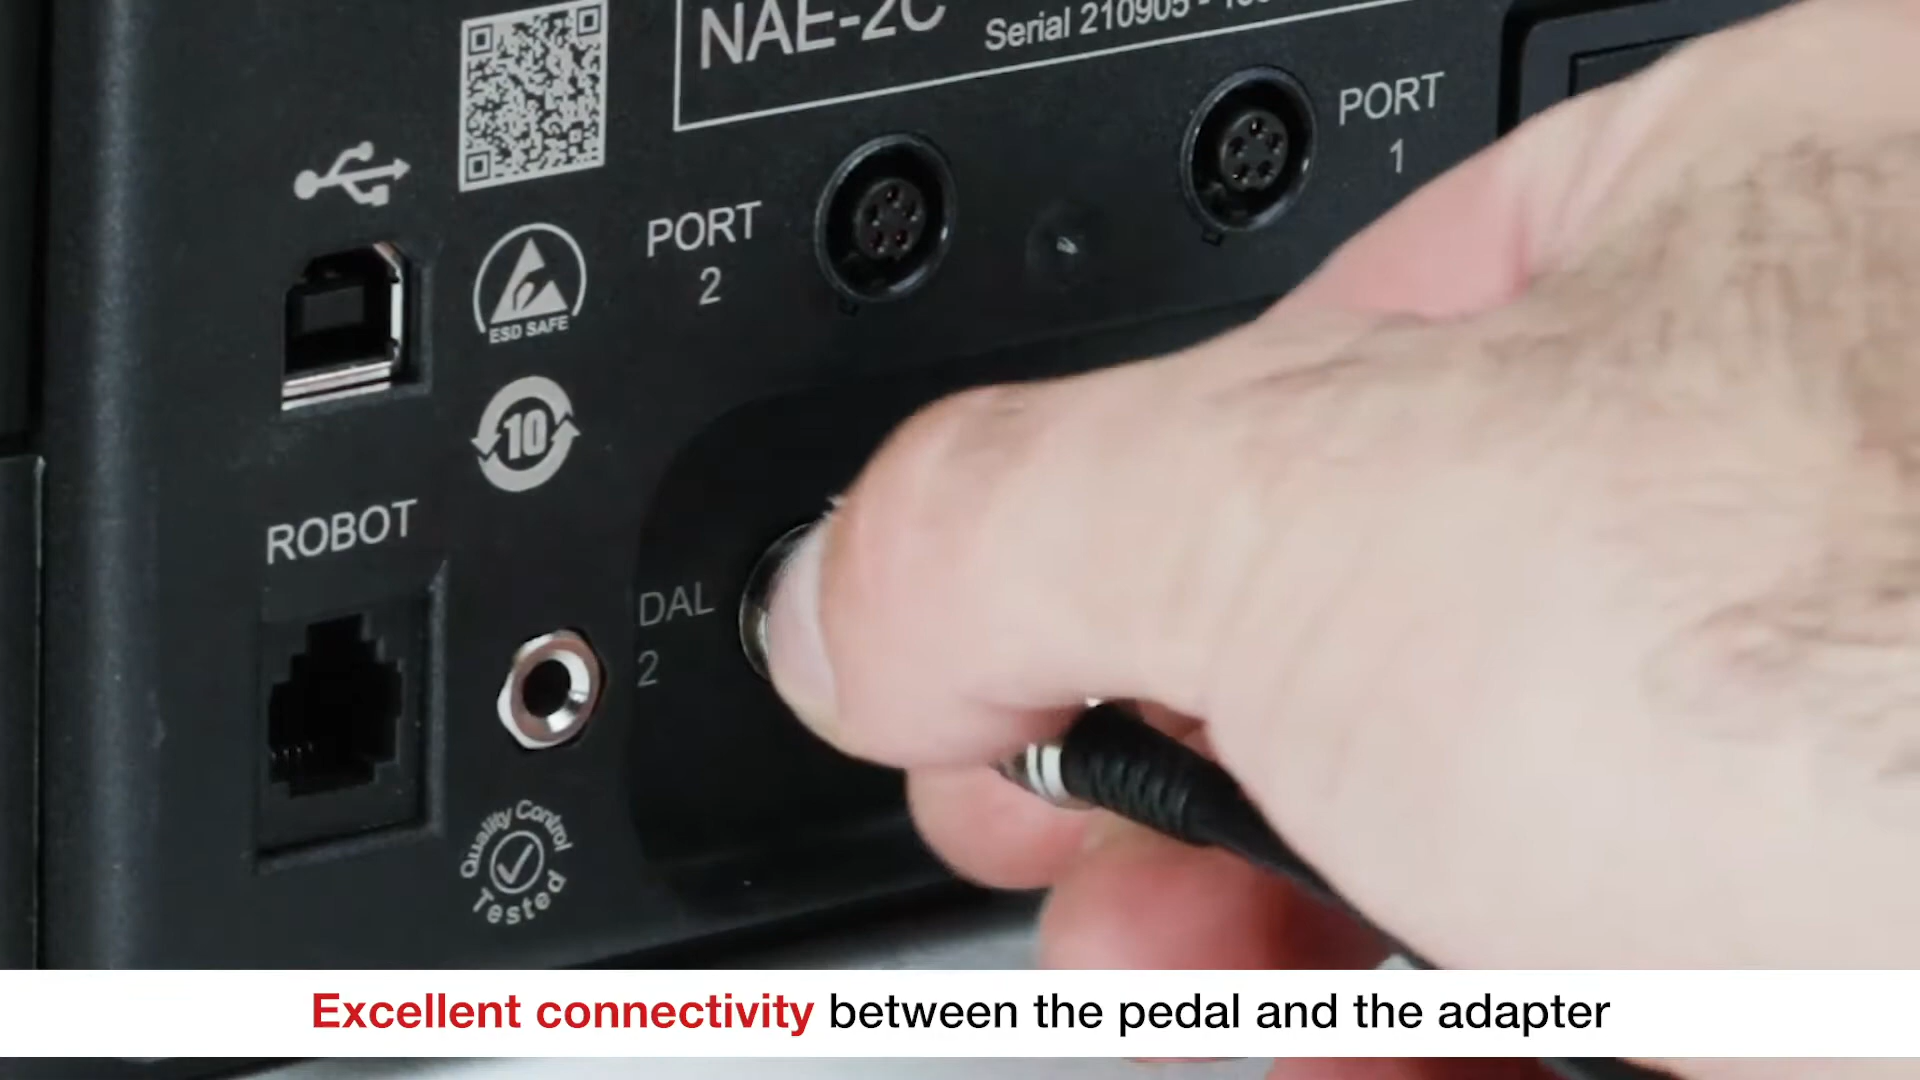 NAE-2C
Serial 210905 -
PORT
1
PORT
2
ESD SAFE
10
ROBOT
DAL
2
Quality Control
Tested
Excellent connectivity between the pedal and the adapter